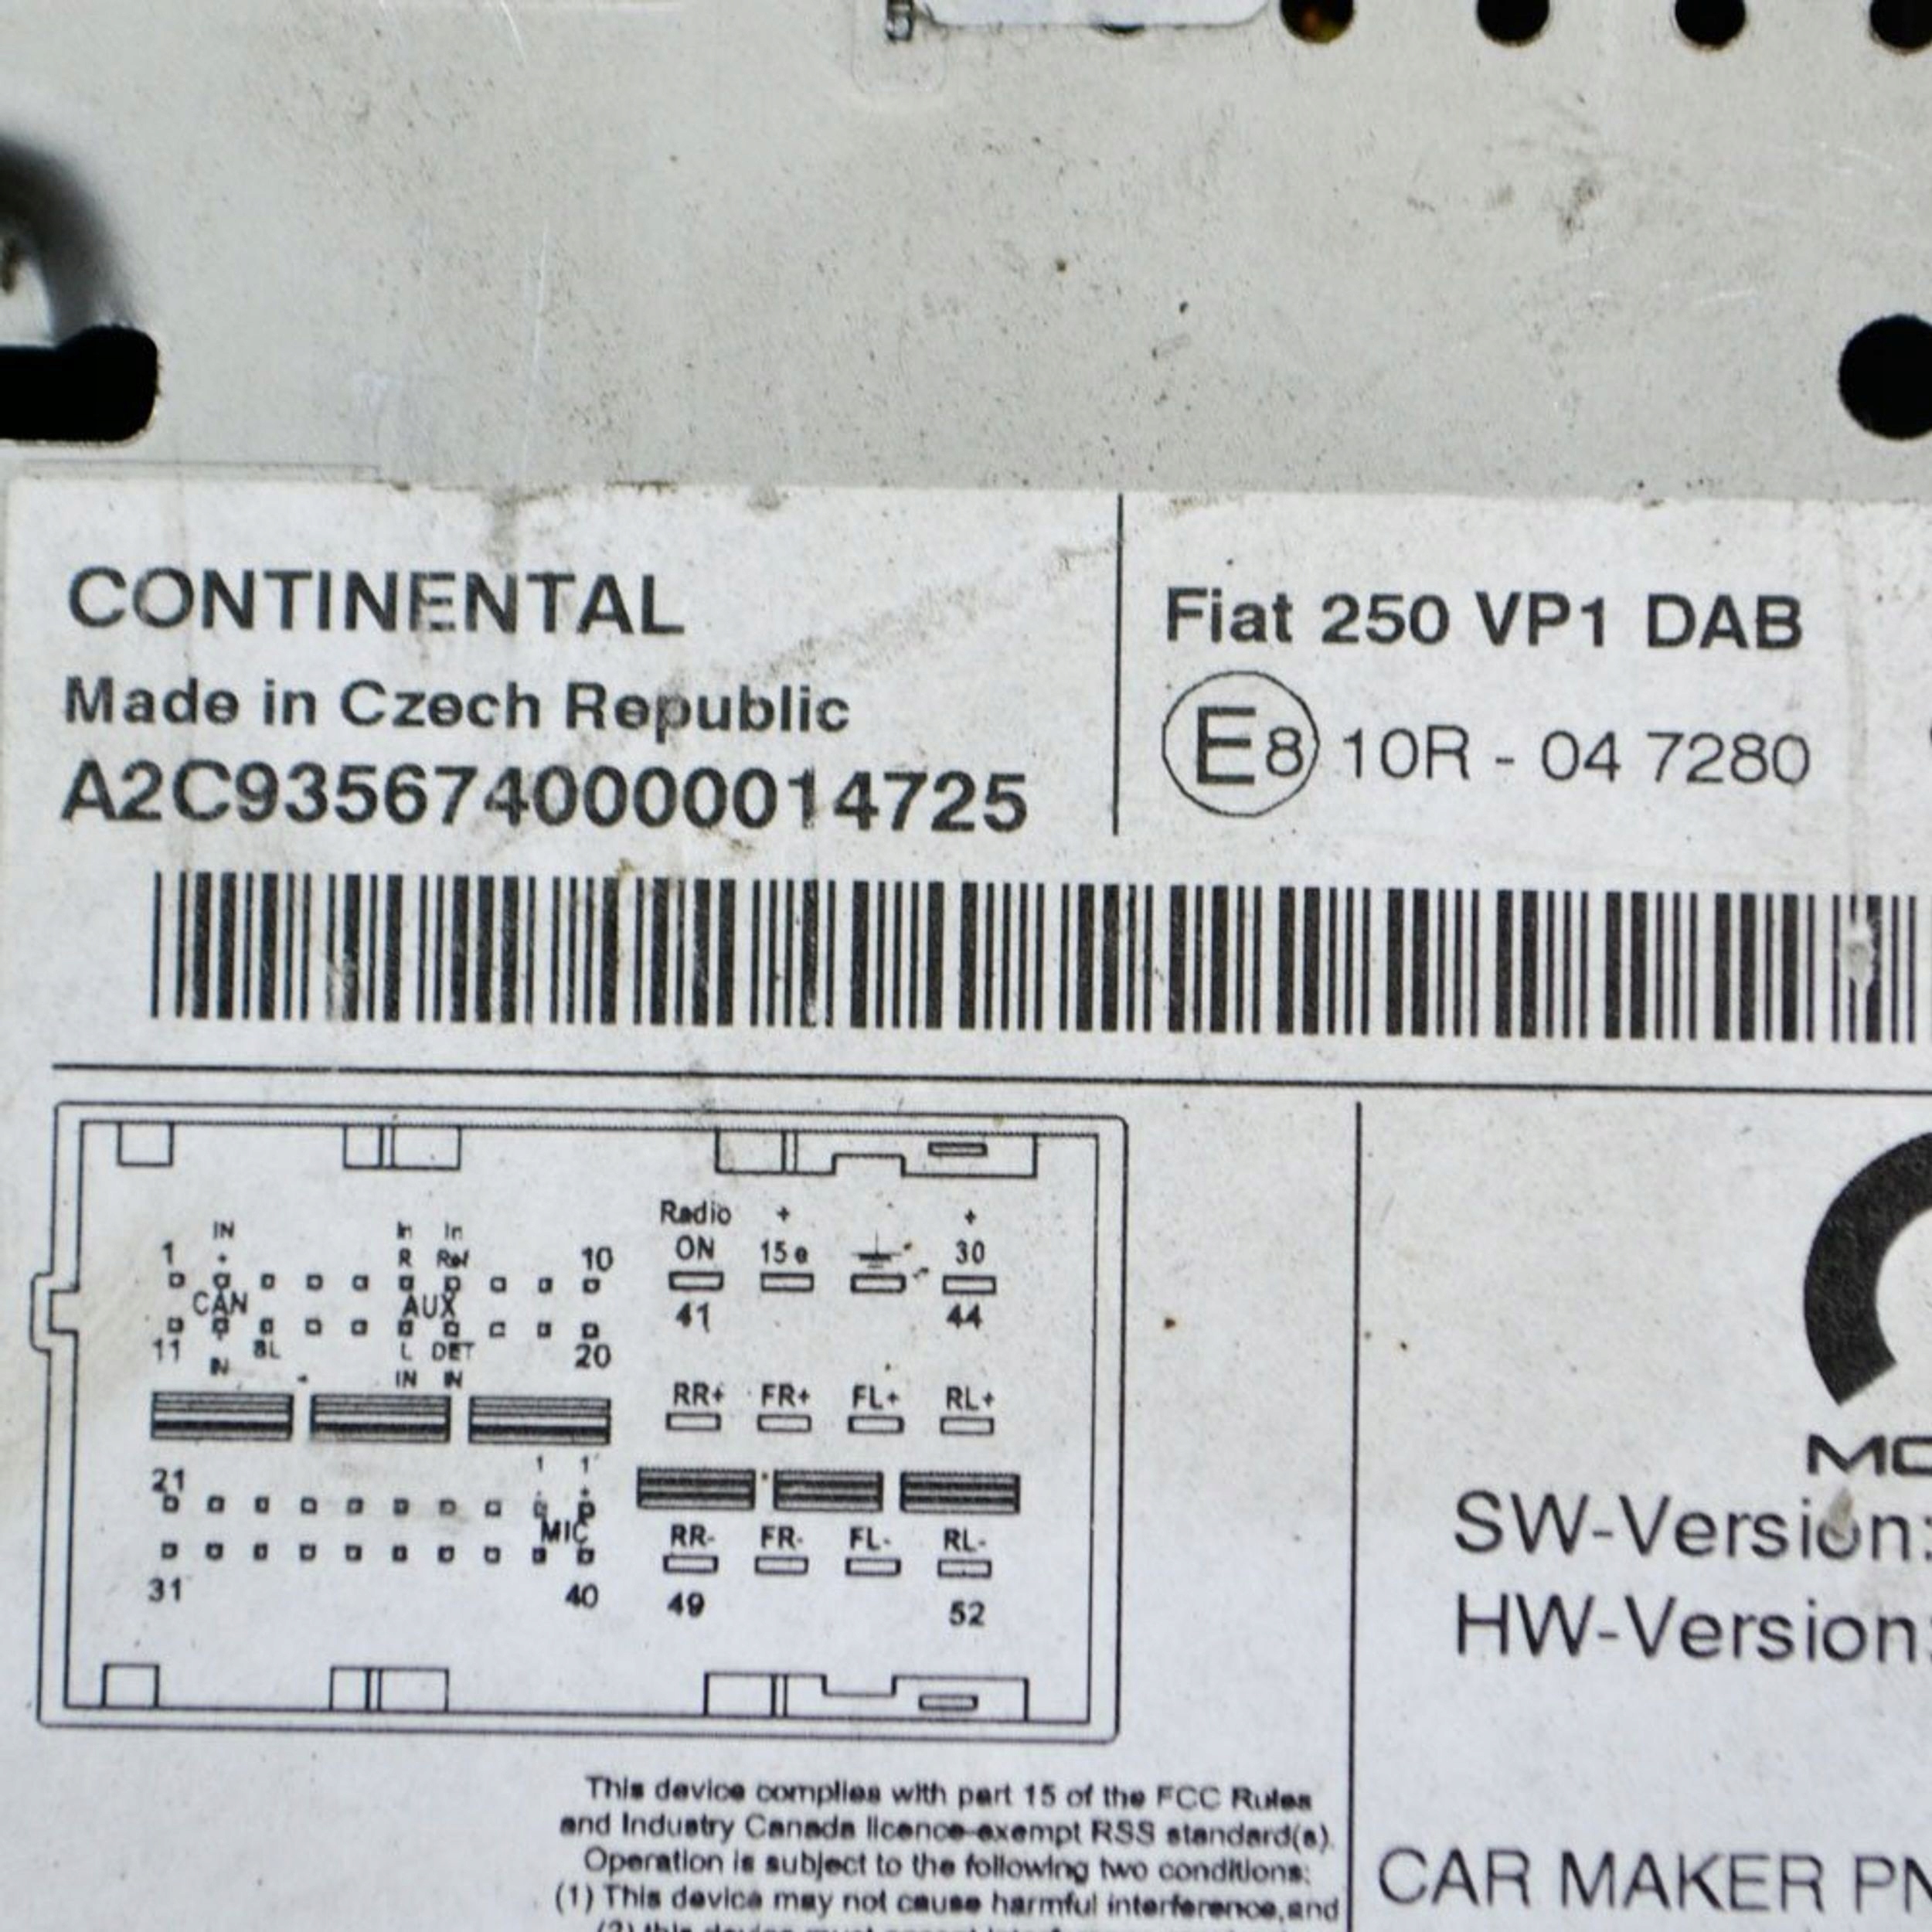 5
CONTINENTAL
Made in Czech Republic
A2C9356740000014725
Fiat 250 VP1 DAB
E8 10R - 04 7280
IN In In Radio + +
1 + R Ref 10 ON 15e 30
CAN AUX
41 44
11 IN BL L DET 20
IN IN
RR+ FR+ FL+ RL+
21
MIC
RR- FR- FL- RL-
31 40 49 52
SW-Version:
HW-Version:
This device complies with part 15 of the FCC Rules
and Industry Canada licence-exempt RSS standard(s).
Operation is subject to the following two conditions:
(1) This device may not cause harmful interference,and
CAR MAKER PN